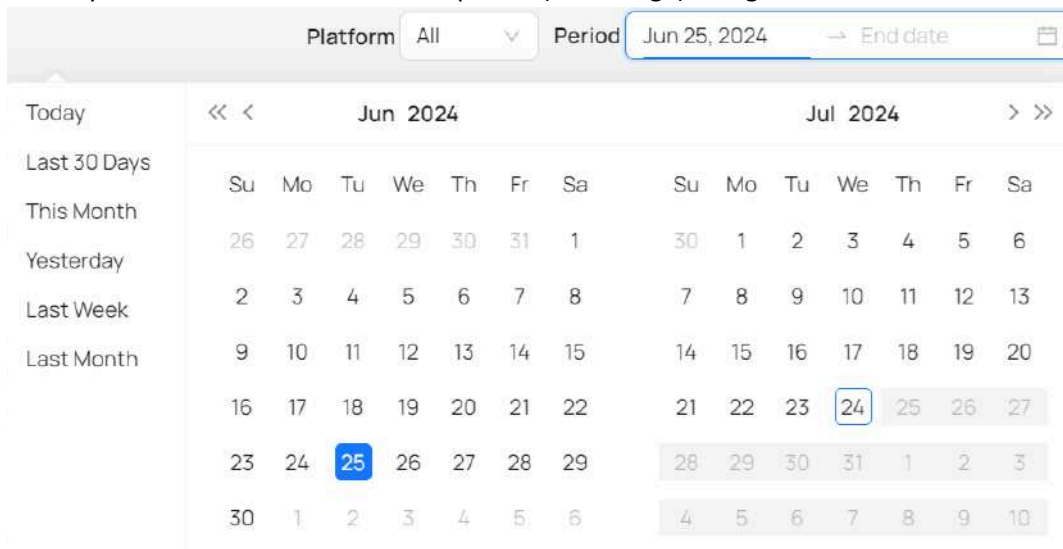 Platform All Period Jun 25, 2024 → End date
Today
Last 30 Days
This Month
Yesterday
Last Week
Last Month
<< < Jun 2024
Su Mo Tu We Th Fr Sa
26 27 28 29 30 31 1
2 3 4 5 6 7 8
9 10 11 12 13 14 15
16 17 18 19 20 21 22
23 24 25 26 27 28 29
30 1 2 3 4 5 6
Jul 2024 > >>
Su Mo Tu We Th Fr Sa
30 1 2 3 4 5 6
7 8 9 10 11 12 13
14 15 16 17 18 19 20
21 22 23 24 25 26 27
28 29 30 31 1 2 3
4 5 6 7 8 9 10